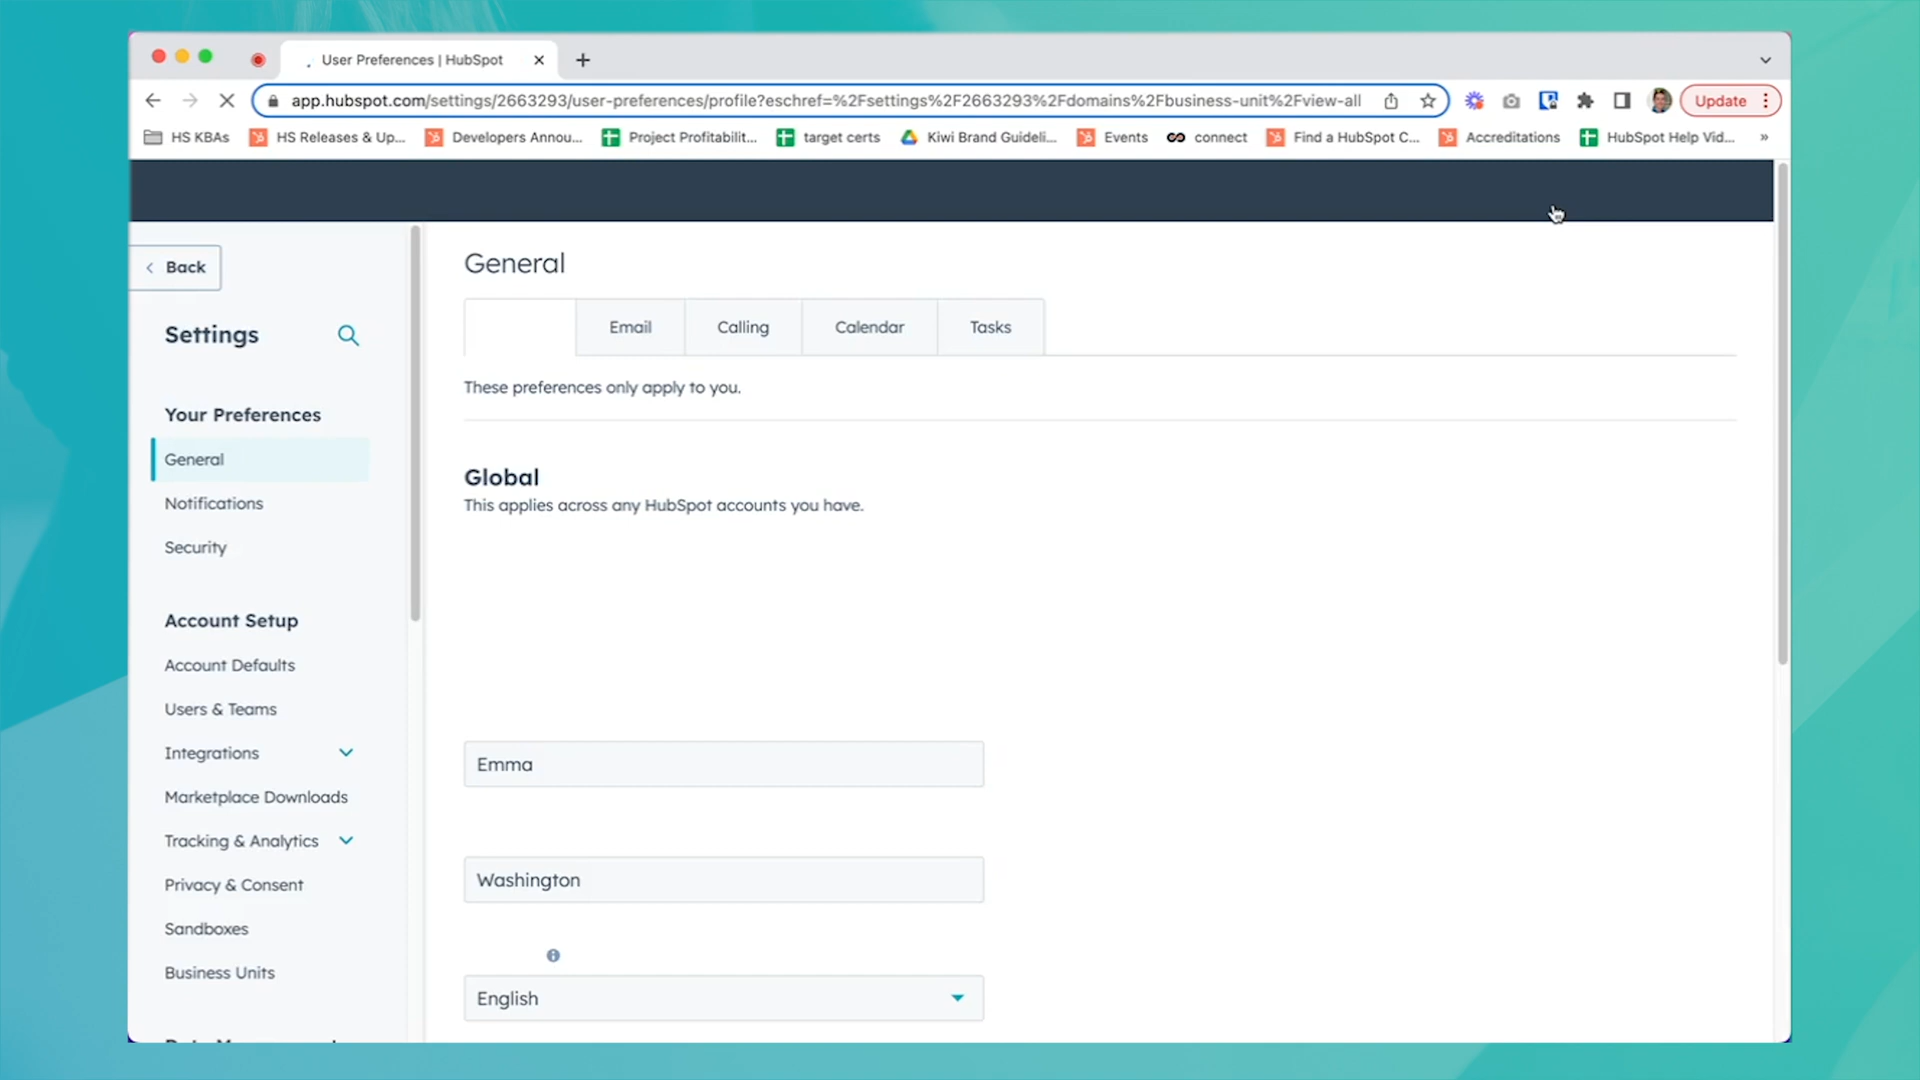 User Preferences | HubSpot
app.hubspot.com/settings/2663293/user-preferences/profile?eschref=%2Fsettings%2F2663293%2Fdomains%2Fbusiness-unit%2Fview-all
Update
HS KBAs
HS Releases & Up...
Developers Annou...
Project Profitabilit...
target certs
Kiwi Brand Guideli...
Events
connect
Find a HubSpot C...
Accreditations
HubSpot Help Vid...
»
Back
Settings
Your Preferences
General
Notifications
Security
Account Setup
Account Defaults
Users & Teams
Integrations
Marketplace Downloads
Tracking & Analytics
Privacy & Consent
Sandboxes
Business Units
General
Email
Calling
Calendar
Tasks
These preferences only apply to you.
Global
This applies across any HubSpot accounts you have.
Emma
Washington
English